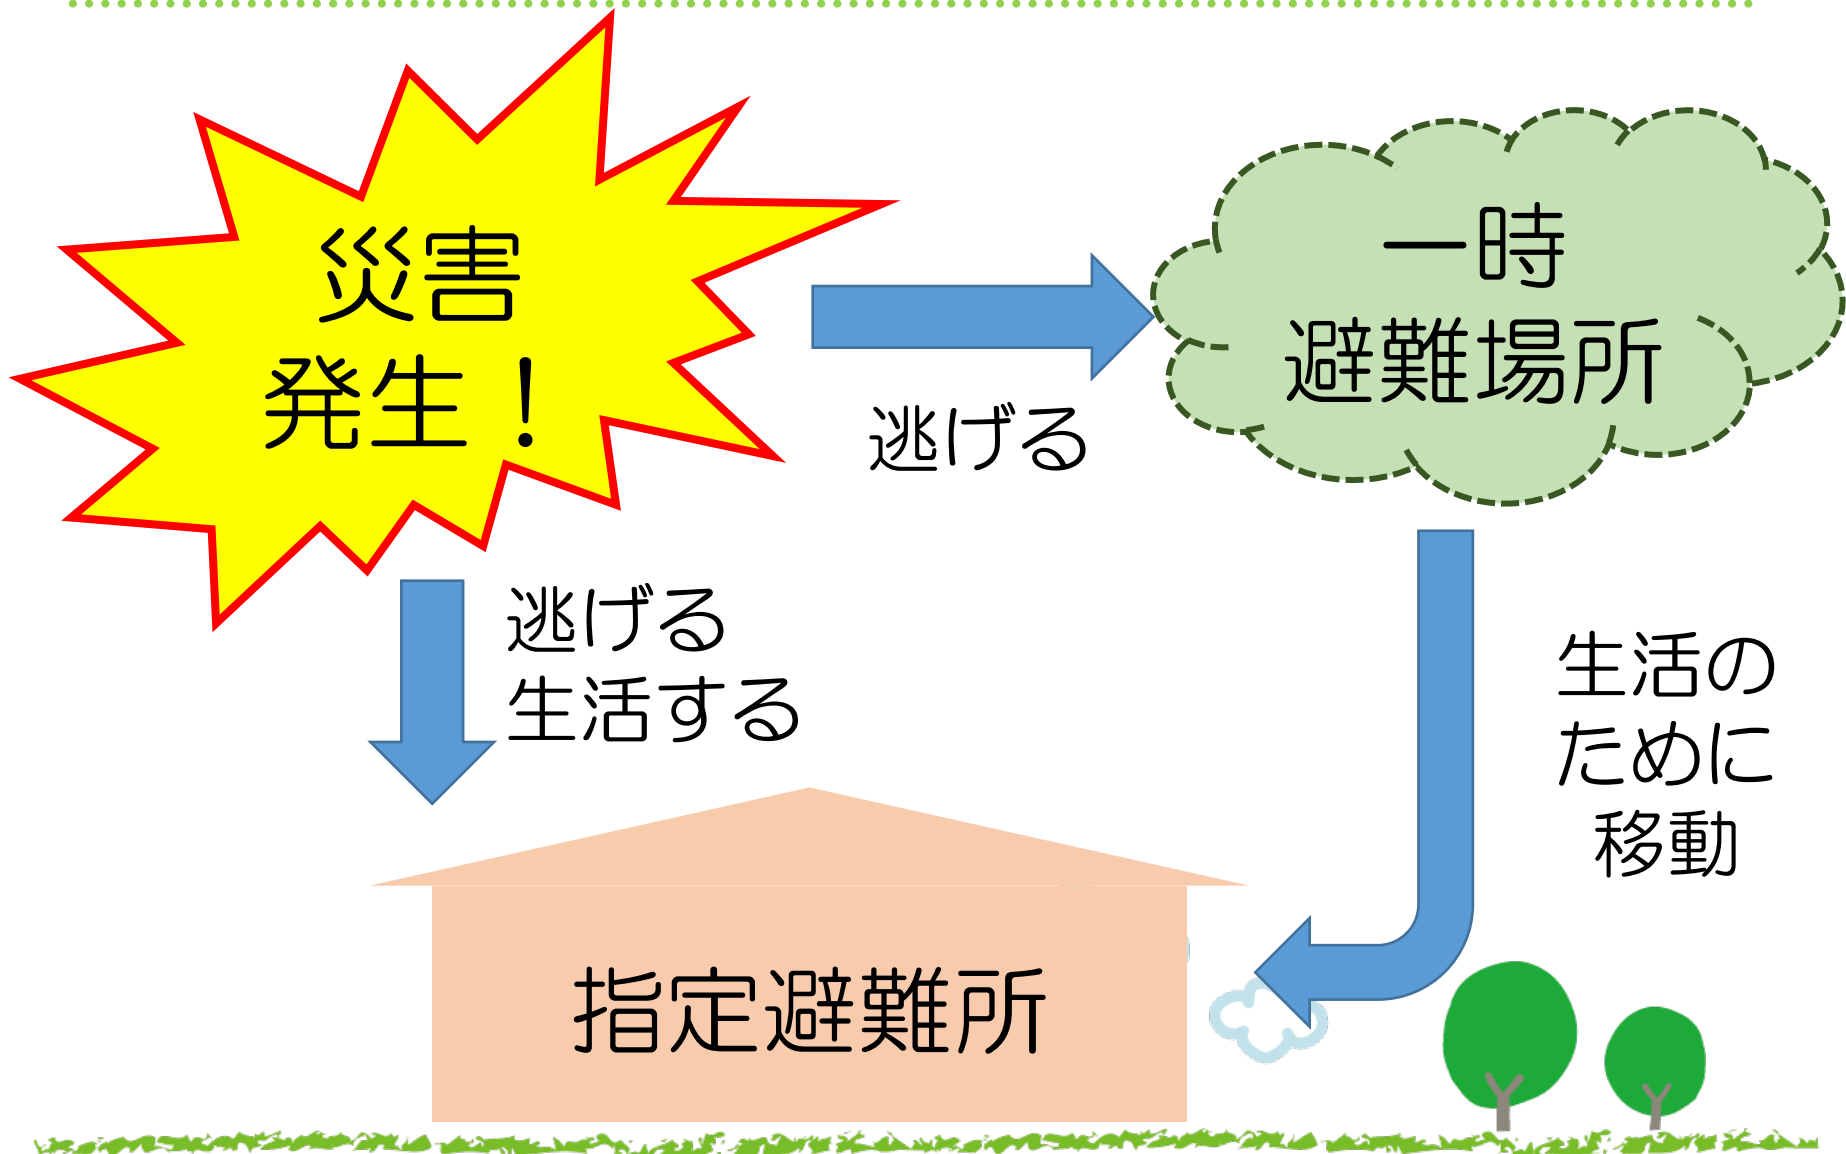 災害
発生！
一時
避難場所
逃げる
逃げる
生活する
生活の
ために
移動
指定避難所